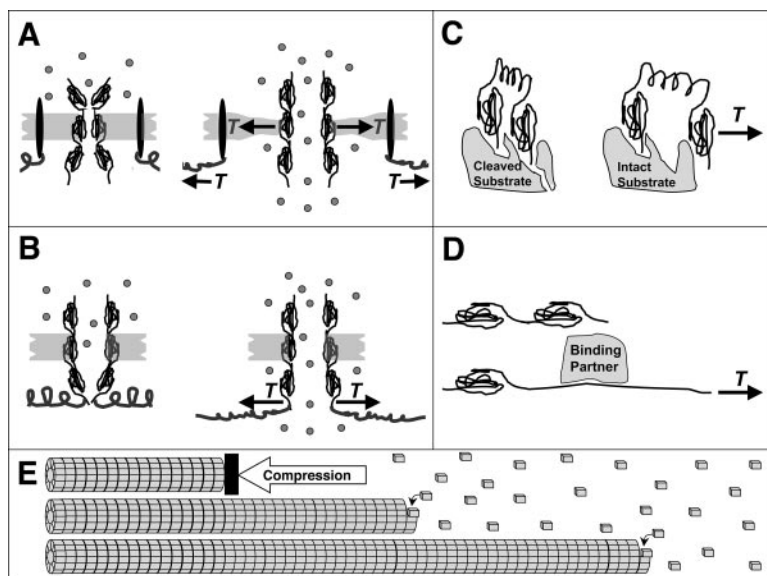 A
T
T
T
T
C
Cleaved
Substrate
Intact
Substrate
T
B
T
T
D
Binding
Partner
T
E
Compression